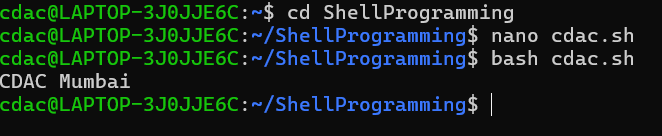 cdac@LAPTOP-3J0JJE6C:~$ cd ShellProgramming
cdac@LAPTOP-3J0JJE6C:~/ShellProgramming$ nano cdac.sh
cdac@LAPTOP-3J0JJE6C:~/ShellProgramming$ bash cdac.sh
CDAC Mumbai
cdac@LAPTOP-3J0JJE6C:~/ShellProgramming$